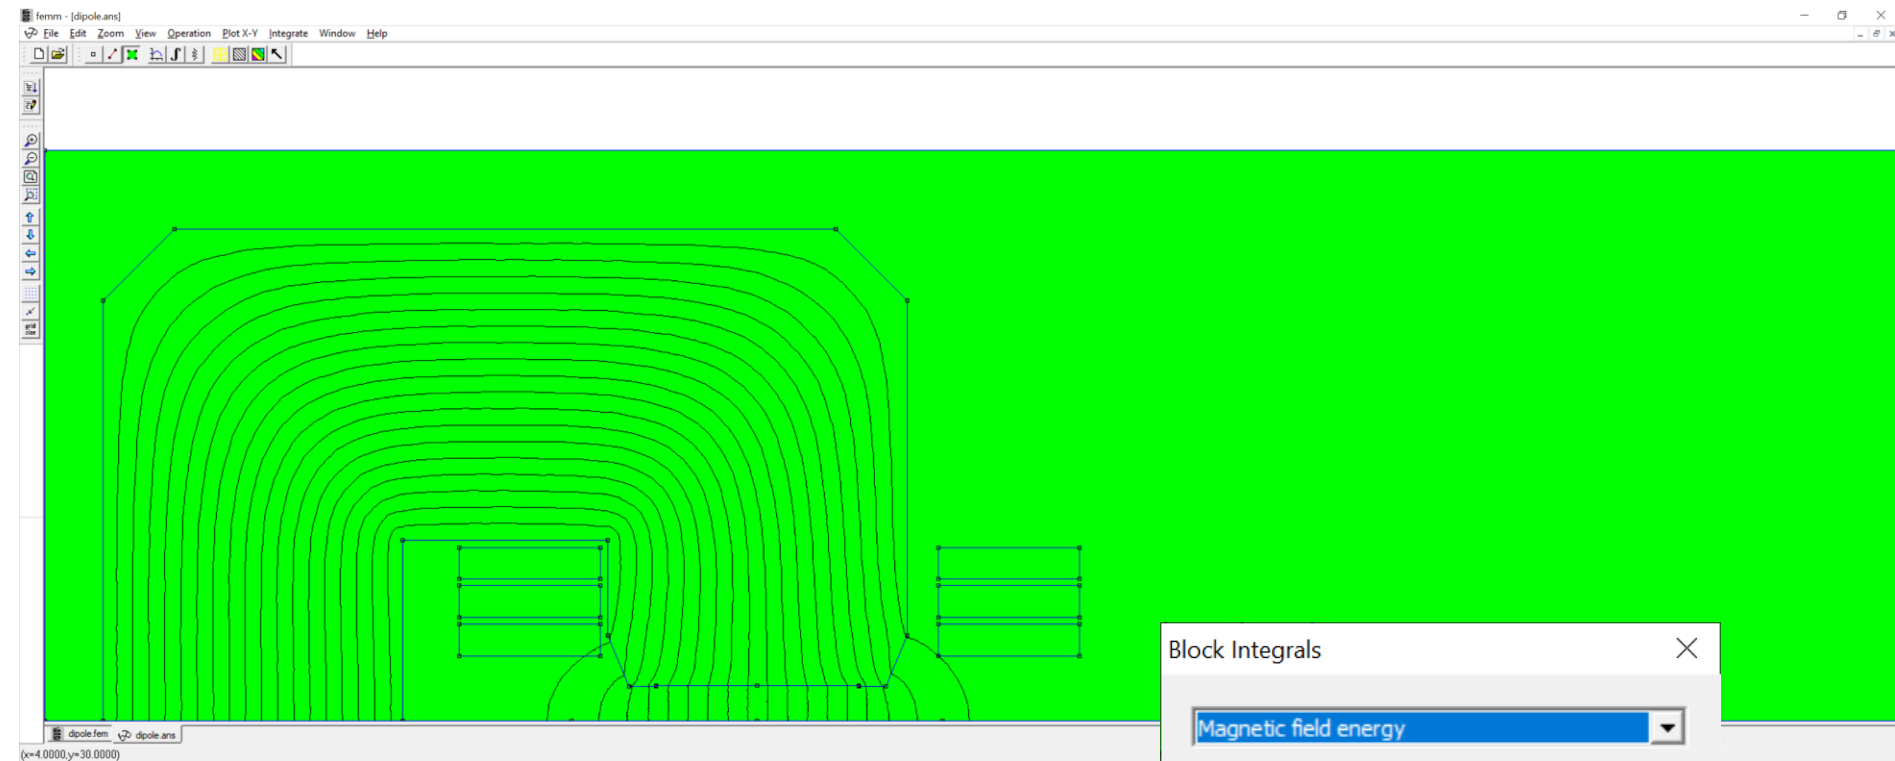 femm - [dipole.ans]
File Edit Zoom View Operation Plot X-Y Integrate Window Help
Block Integrals
Magnetic field energy
dipole.fem dipole.ans
(x=4.0000,y=30.0000)